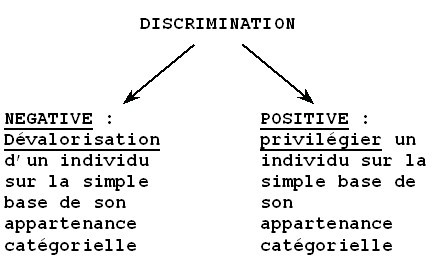 DISCRIMINATION
NEGATIVE :
Dévalorisation
d'un individu
sur la simple
base de son
appartenance
catégorielle
POSITIVE :
privilégier un
individu sur la
simple base de
son
appartenance
catégorielle